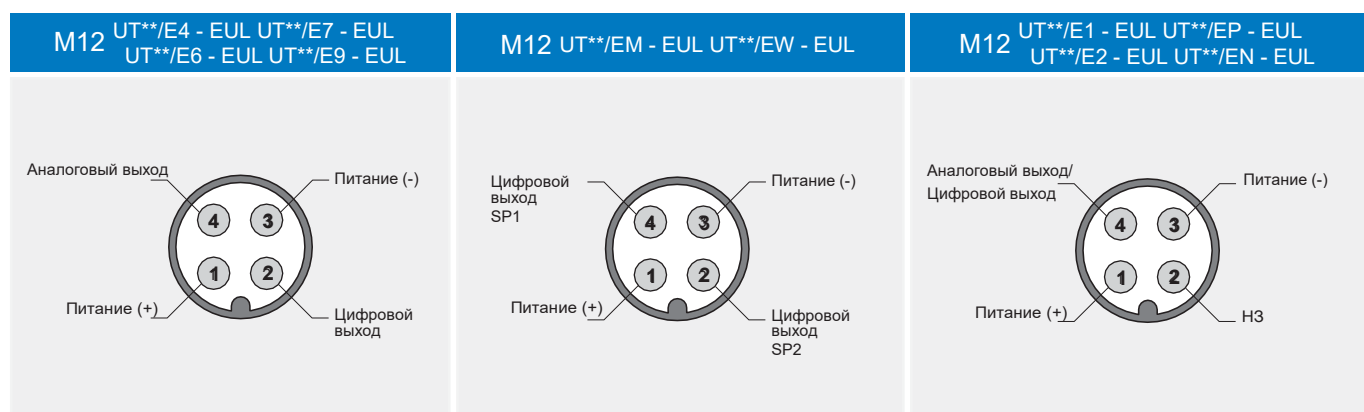 M12 UT**/E4 - EUL UT**/E7 - EUL
UT**/E6 - EUL UT**/E9 - EUL
Аналоговый выход
Питание (-)
4 3
1 2
Питание (+)
Цифровой
выход
M12 UT**/EM - EUL UT**/EW - EUL
Цифровой
выход
SP1
Питание (-)
4 3
1 2
Питание (+)
Цифровой
выход
SP2
M12 UT**/E1 - EUL UT**/EP - EUL
UT**/E2 - EUL UT**/EN - EUL
Аналоговый выход/
Цифровой выход
Питание (-)
4 3
1 2
Питание (+)
НЗ